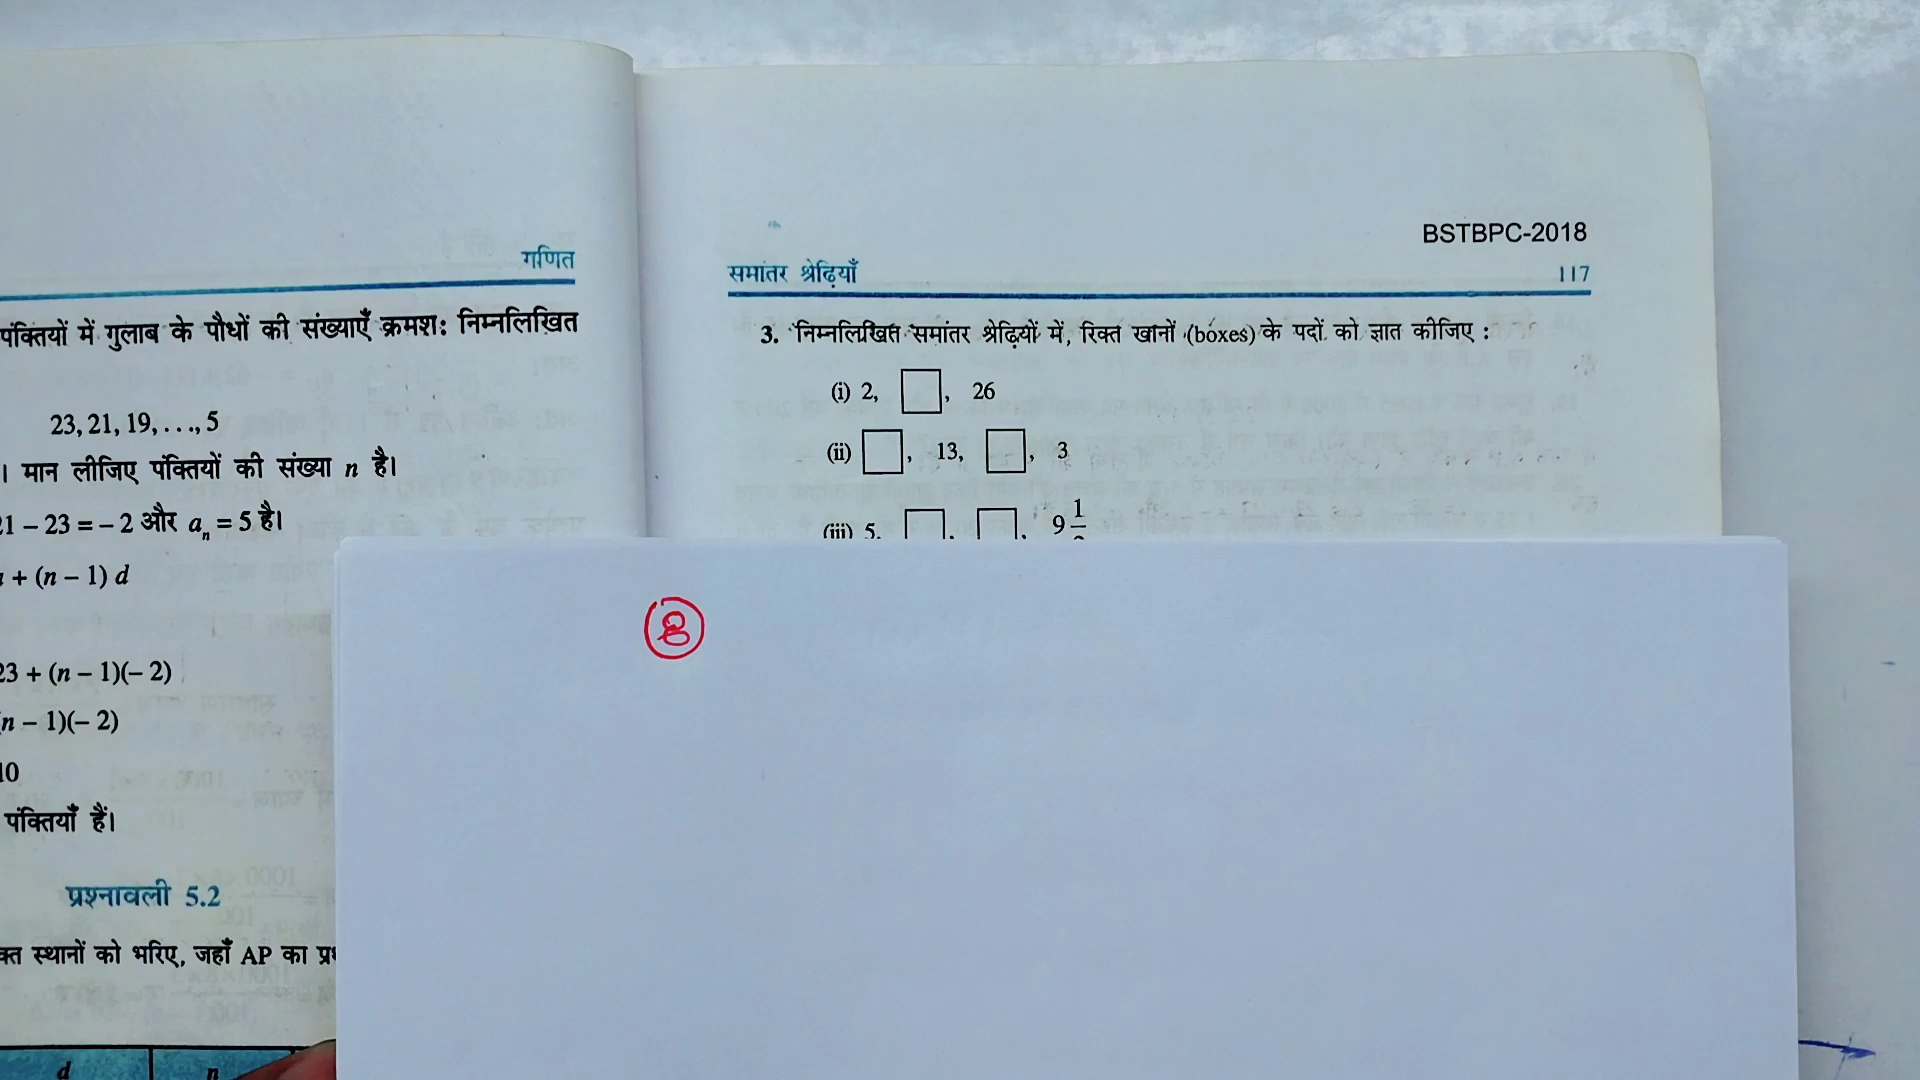 गणित
पंक्तियों में गुलाब के पौधों की संख्याएँ क्रमश: निम्नलिखित
23, 21, 19, . . ., 5
। मान लीजिए पंक्तियों की संख्या n है।
21 – 23 = – 2 और aₙ = 5 है।
+ (n – 1) d
23 + (n – 1)(– 2)
(n – 1)(– 2)
10
पंक्तियाँ हैं।
प्रश्नावली 5.2
स्थानों को भरिए, जहाँ AP का
d n
BSTBPC-2018
समांतर श्रेढ़ियाँ 117
3. निम्नलिखित समांतर श्रेढ़ियों में, रिक्त खानों (boxes) के पदों को ज्ञात कीजिए :
(i) 2, □, 26
(ii) □, 13, □, 3
(iii) 5, □, □, 9 1